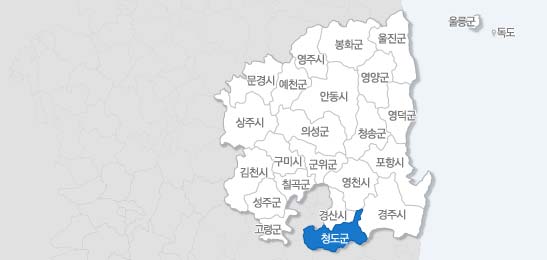 울릉군
독도
울진군
봉화군
영주시
문경시
예천군
영양군
안동시
영덕군
상주시
의성군
청송군
구미시
군위군
포항시
김천시
칠곡군
영천시
성주군
경산시
경주시
고령군
청도군